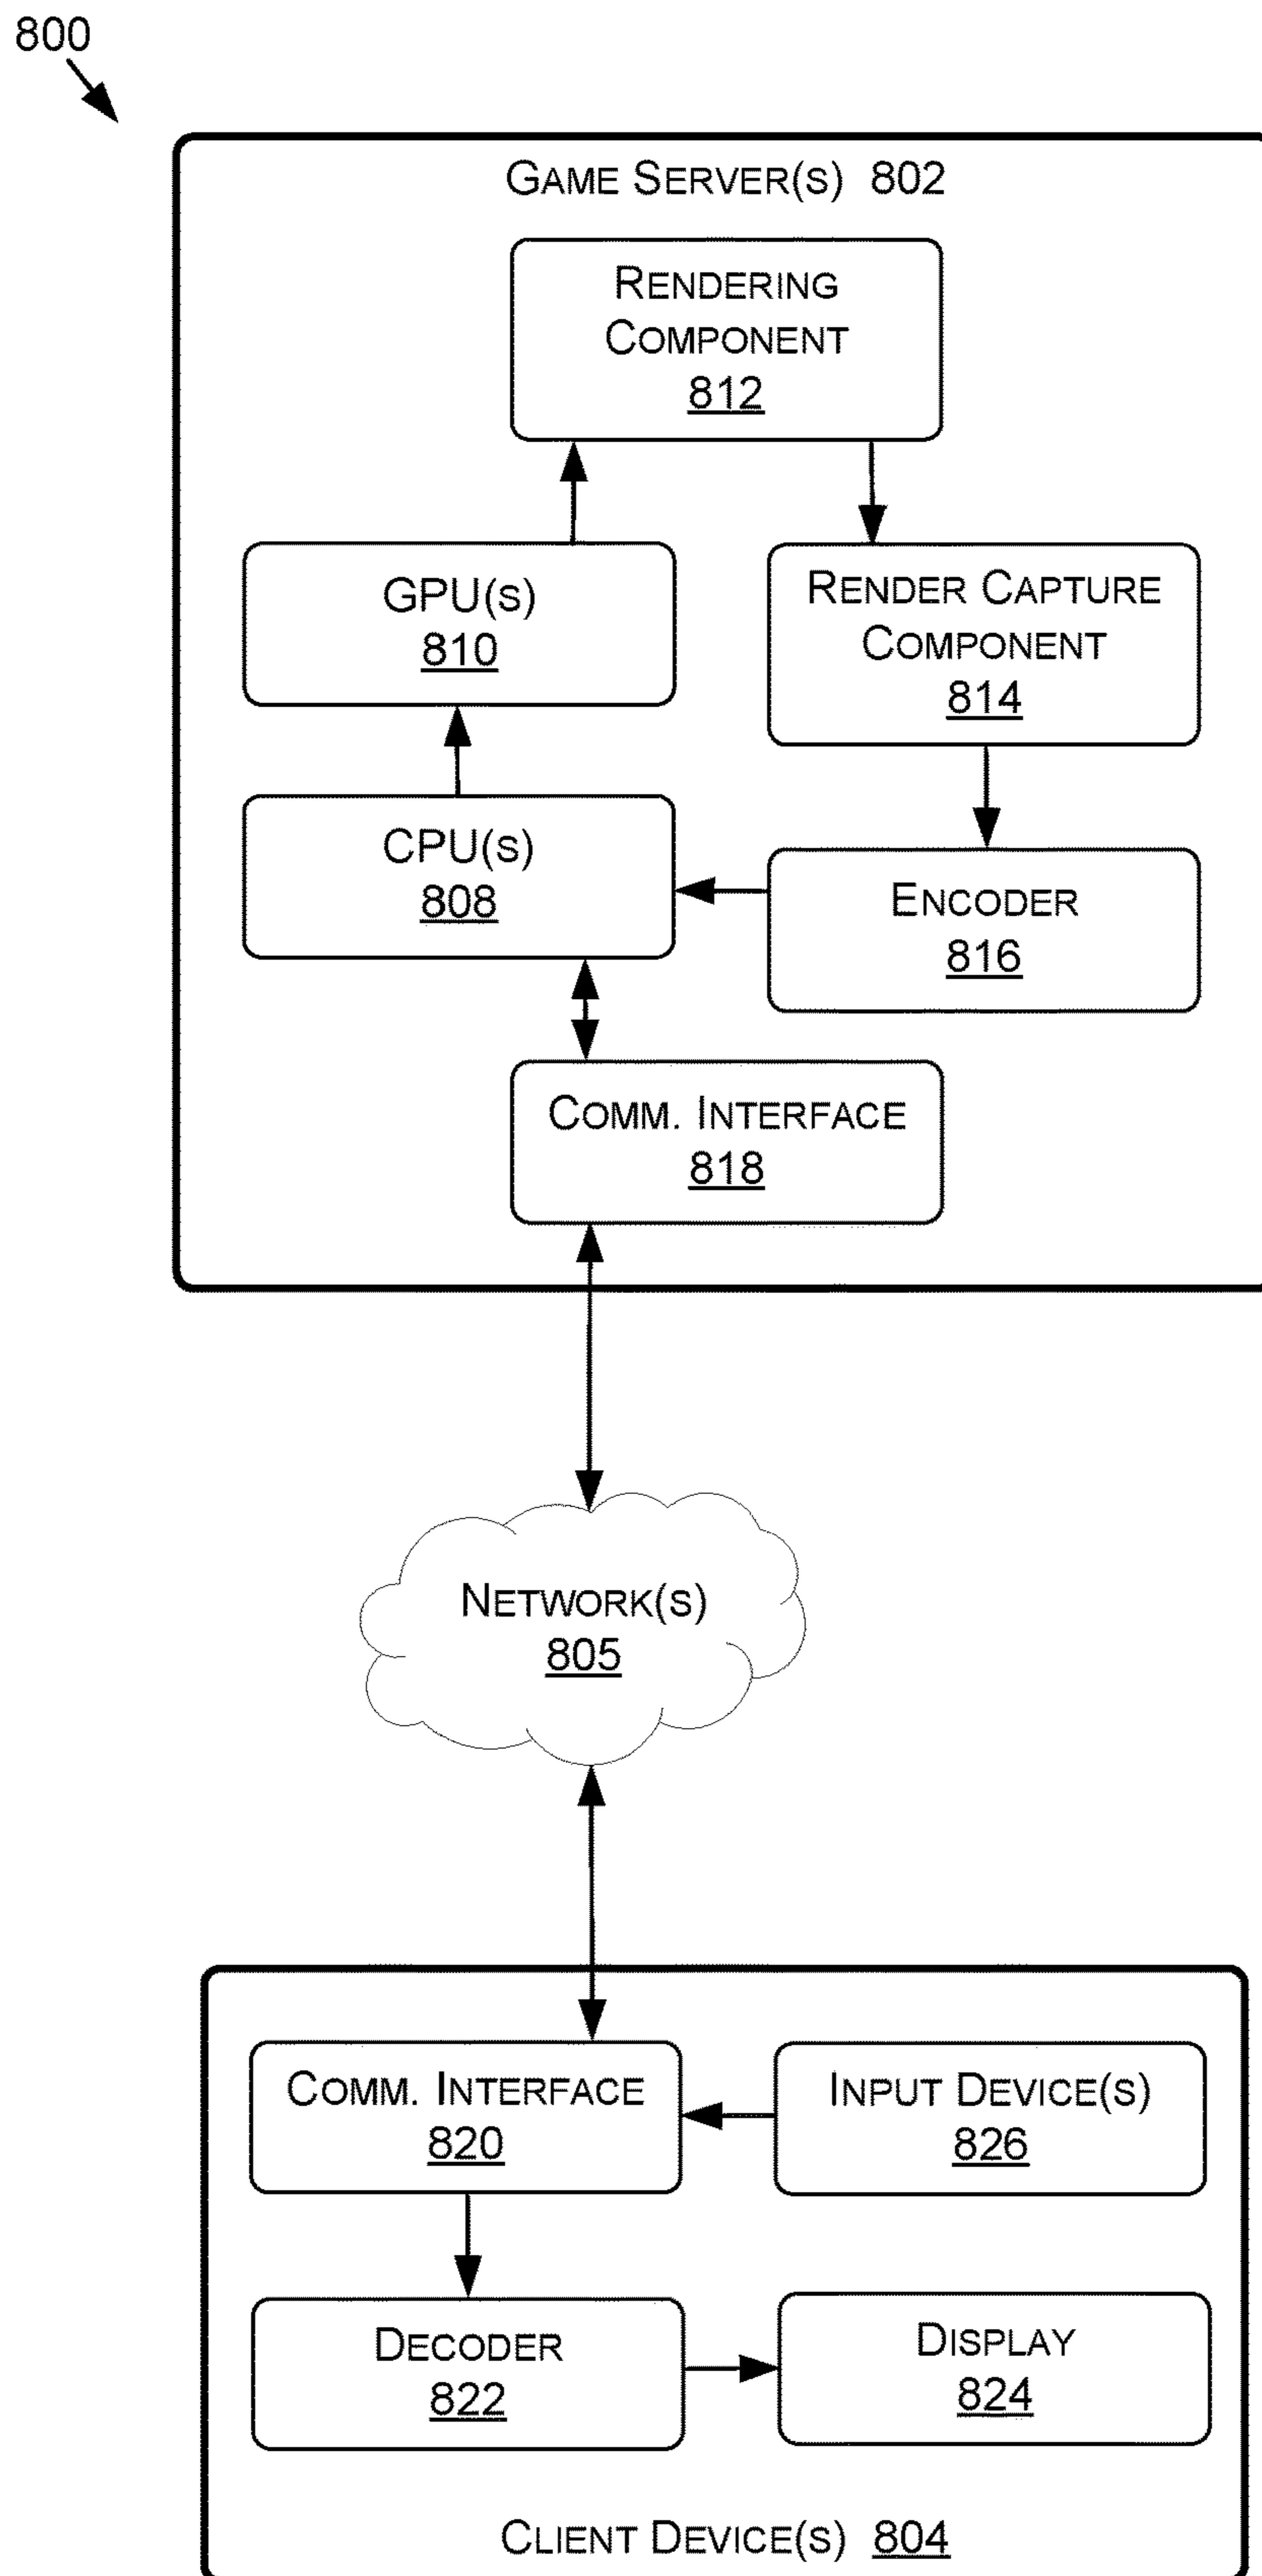 800
GAME SERVER(S) 802
RENDERING
COMPONENT
812
GPU(S)
810
RENDER CAPTURE
COMPONENT
814
CPU(S)
808
ENCODER
816
COMM. INTERFACE
818
NETWORK(S)
805
COMM. INTERFACE
820
INPUT DEVICE(S)
826
DECODER
822
DISPLAY
824
CLIENT DEVICE(S) 804